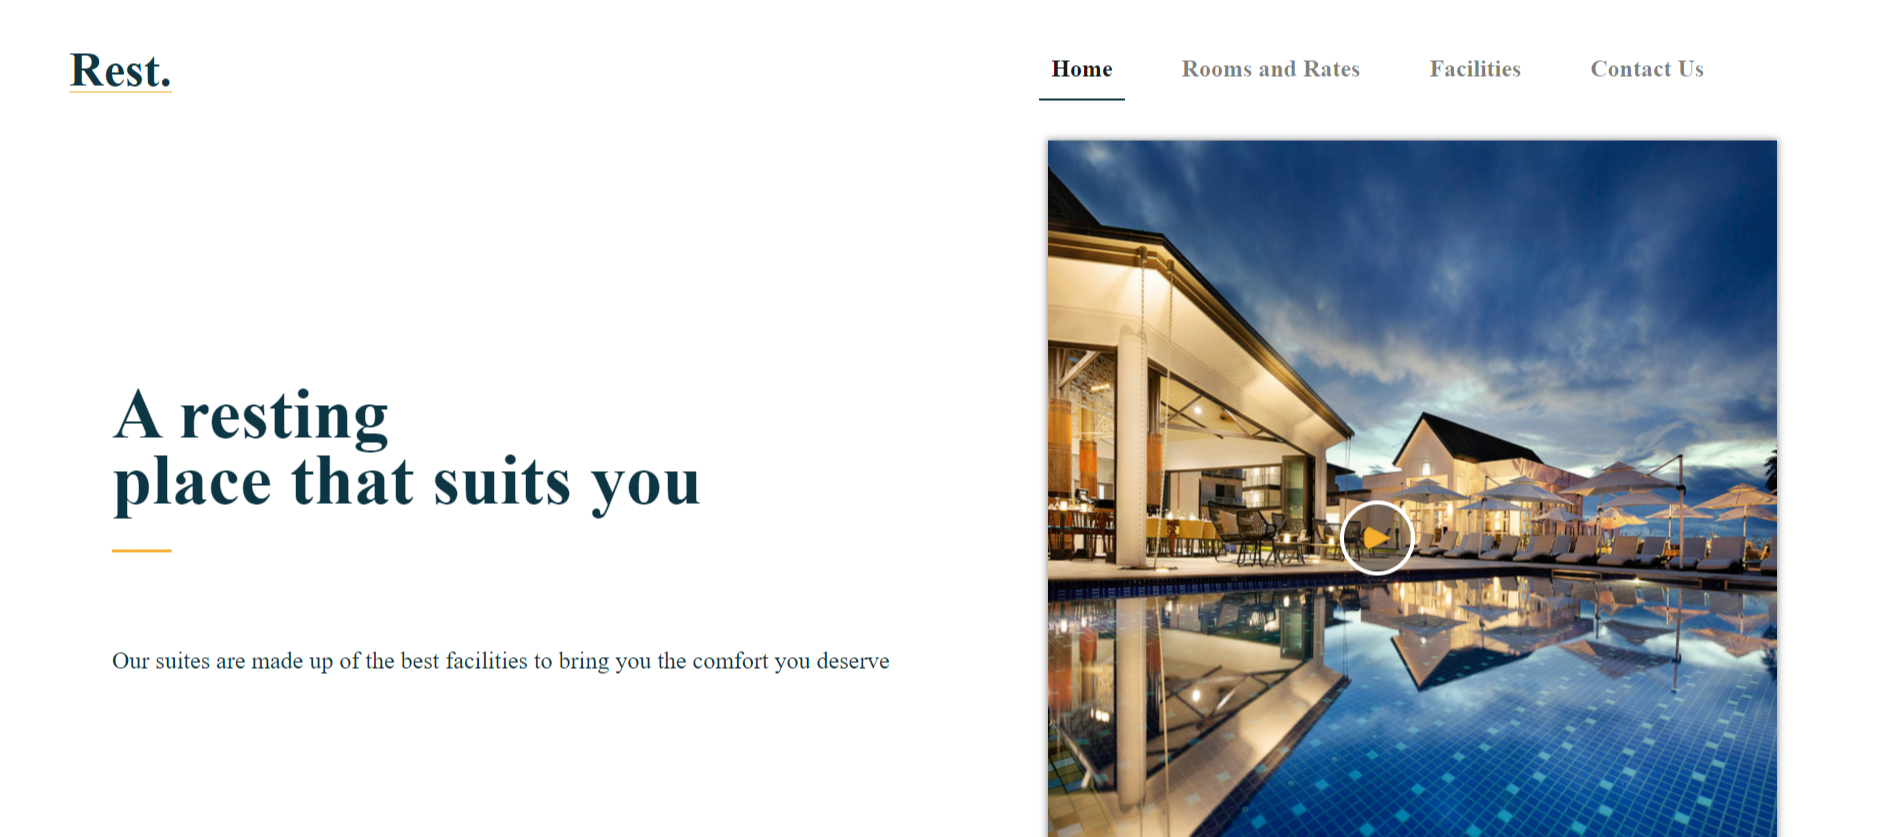 Rest.
Home Rooms and Rates Facilities Contact Us
A resting
place that suits you
Our suites are made up of the best facilities to bring you the comfort you deserve